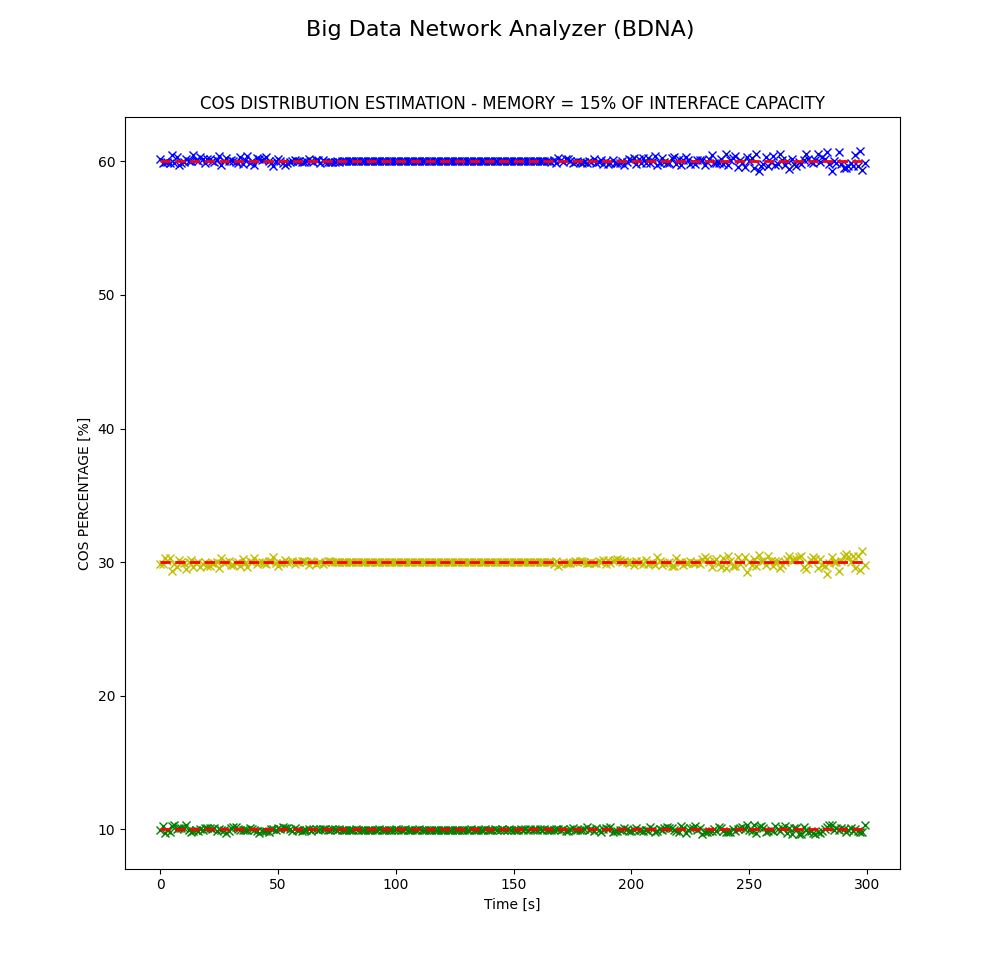 Big Data Network Analyzer (BDNA)
COS DISTRIBUTION ESTIMATION - MEMORY = 15% OF INTERFACE CAPACITY
COS PERCENTAGE [%]
60
50
40
30
20
10
0 50 100 150 200 250 300
Time [s]